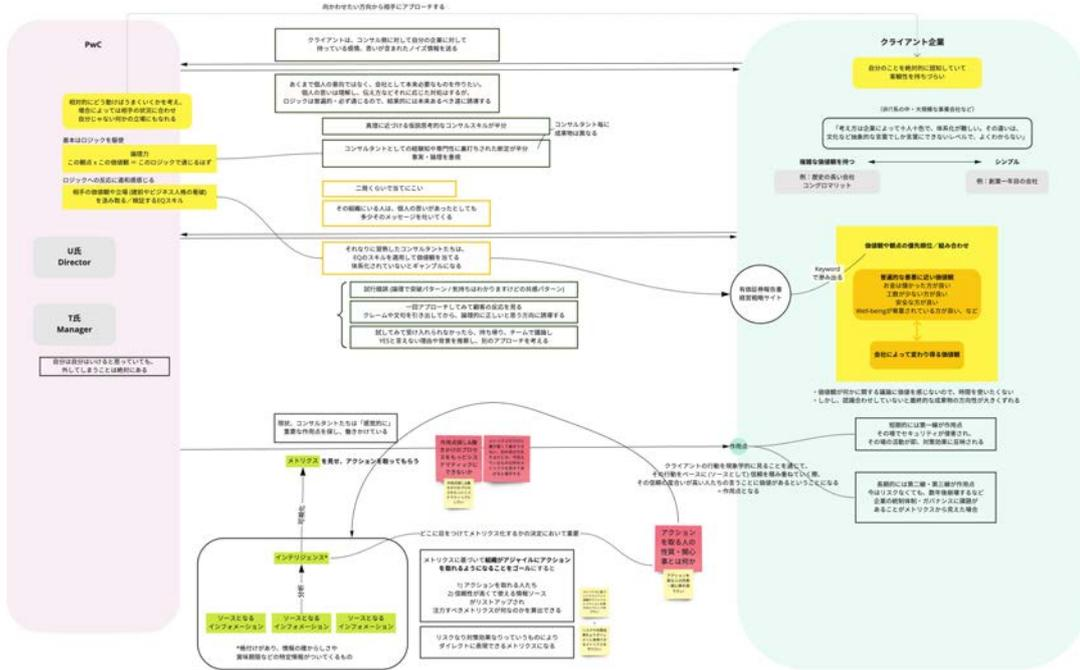 向かわせたい方向から相手にアプローチする
PwC
クライアント企業
クライアントは、コンサル側に対して自分の企業に対して
持っている感情、思いが含まれたノイズ情報を送る
自分のことを絶対的に認知していて
客観性を持ちづらい
相対的にどう動けばうまくいくかを考え、
場合によっては相手の状況に合わせ
自分じゃない何かの立場にもなれる
あくまで個人の意向ではなく、会社として本来必要なものを作りたい。
個人の思いは理解し、伝え方などそれに応じた対処はするが、
ロジックは普遍的・必ず通じるので、結果的には本来あるべき道に誘導する
基本はロジックを駆使
論理力
この観点 x この価値観 = このロジックで通じるはず
真理に近づける仮説思考的なコンサルスキルが半分
コンサルタント毎に
成果物は異なる
コンサルタントとしての経験知や専門性に裏打ちされた断定が半分
事実・論理を重視
「考え方は企業によって十人十色で、体系化が難しい。その違いは、
文化など抽象的な言葉でしか言葉にできないレベルで、よくわからない」
複雑な価値観を持つ
シンプル
例：歴史の長い会社
コングロマリット
例：創業一年目の会社
ロジックへの反応に違和感感じる
を汲み取る／検証するEQスキル
二周くらいで当てにこい
その組織にいる人は、個人の思いがあったとしても
多少そのメッセージを吐いてくる
U氏
Director
それなりに習熟したコンサルタントたちは、
EQのスキルを適用して価値観を当てる
体系化されていないとギャンブルになる
価値観や観点の優先順位／組み合わせ
Keyword
で滲み出る
有価証券報告書
経営戦略サイト
普遍的な善悪に近い価値観
お金は儲かった方が良い
工数が少ない方が良い
安全な方が良い
Well-beingが尊重されている方が良い、など
会社によって変わり得る価値観
試行錯誤 (論理で突破パターン / 気持ちはわかりますけどの共感パターン)
一回アプローチしてみて顧客の反応を見る
クレームや文句を引き出してから、論理的に正しいと思う方向に誘導する
試してみて受け入れられなかったら、持ち帰り、チームで議論し
YESと言えない理由や背景を推察し、別のアプローチを考える
T氏
Manager
自分は自分はいけると思っていても、
外してしまうことは絶対にある
・価値観が何かに関する議論に価値を感じないので、時間を使いたくない
・しかし、認識合わせしていないと最終的な成果物の方向性が大きくずれる
現状、コンサルタントたちは「感覚的に」
重要な作用点を探し、働きかけている
メトリクス を見せ、アクションを取ってもらう
作用点探し&働
きかけのプロセ
スをもっとシス
テマティックに
できないか
作用点
短期的には第一線が作用点
その場でセキュリティが侵害され、
その場の活動が即、対策効果に反映される
クライアントの行動を現象学的に見ることを通じて、
その行動をベースに (ソースとして) 信頼を積み重ねていく際、
その信頼の度合いが高い人たちの言うことに価値があるということになる
= 作用点となる
長期的には第二線・第三線が作用点
今はリスクなくても、数年後崩壊するなど
企業の統制体制・ガバナンスに課題が
あることがメトリクスから見えた場合
可視化
どこに目をつけてメトリクス化するかの決定において重要
アクション
を取る人の
性質・関心
事とは何か
インテリジェンス*
分析
ソースとなる
インフォメーション
ソースとなる
インフォメーション
ソースとなる
インフォメーション
*格付けがあり、情報の確からしさや
賞味期限などの特定情報がついてくるもの
メトリクスに基づいて組織がアジャイルにアクション
を取れるようになることをゴールにすると
1) アクションを取れる人たち
2) 信頼性が高くて使える情報ソース
がリストアップされ
注力すべきメトリクスが何なのかを算出できる
リスクなり対策効果なりっていうものにより
ダイレクトに表現できるメトリクスになる